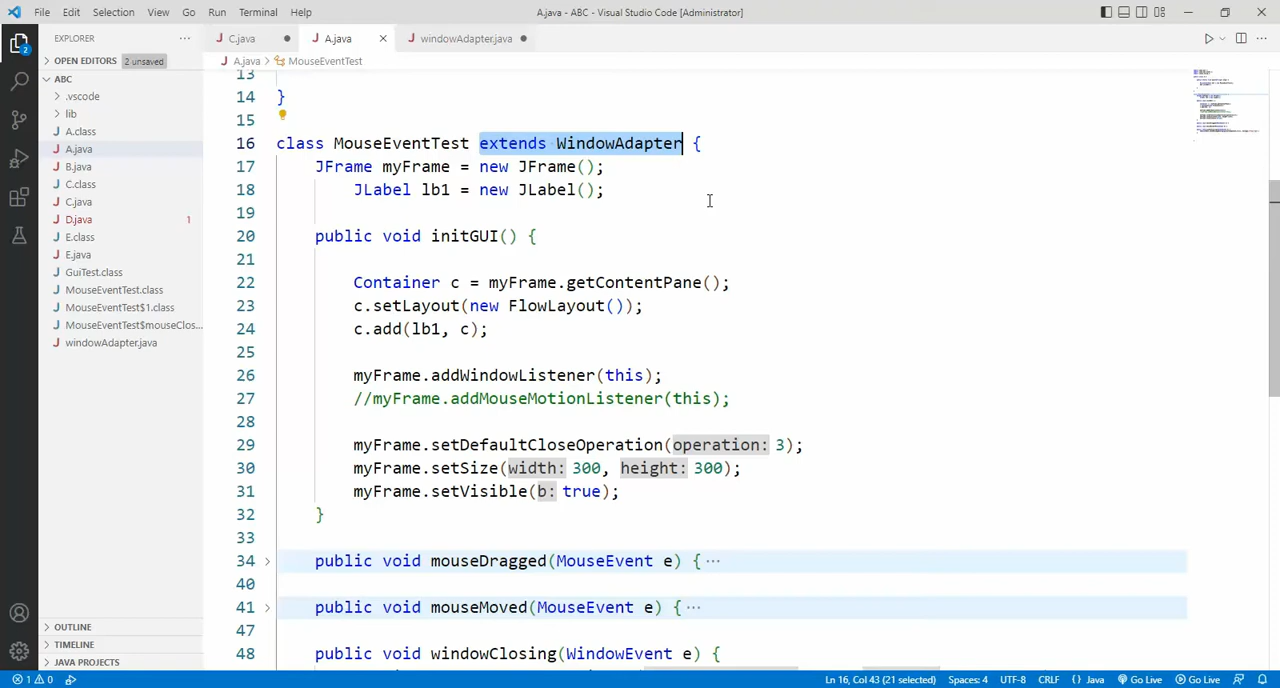 File Edit Selection View Go Run Terminal Help
A.java - ABC - Visual Studio Code [Administrator]
EXPLORER
C.java
A.java
windowAdapter.java
OPEN EDITORS 2 unsaved
A.java > MouseEventTest
ABC
.vscode
lib
A.class
A.java
B.java
C.class
C.java
D.java 1
E.class
E.java
GuiTest.class
MouseEventTest.class
MouseEventTest$1.class
MouseEventTest$mouseClos...
windowAdapter.java
OUTLINE
TIMELINE
JAVA PROJECTS
2
13
14 }
15
16 class MouseEventTest extends WindowAdapter {
17 JFrame myFrame = new JFrame();
18 JLabel lb1 = new JLabel();
19
20 public void initGUI() {
21
22 Container c = myFrame.getContentPane();
23 c.setLayout(new FlowLayout());
24 c.add(lb1, c);
25
26 myFrame.addWindowListener(this);
27 //myFrame.addMouseMotionListener(this);
28
29 myFrame.setDefaultCloseOperation(operation: 3);
30 myFrame.setSize(width: 300, height: 300);
31 myFrame.setVisible(b: true);
32 }
33
34 public void mouseDragged(MouseEvent e) { ...
40
41 public void mouseMoved(MouseEvent e) { ...
47
48 public void windowClosing(WindowEvent e) {
1 0
Ln 16, Col 43 (21 selected) Spaces: 4 UTF-8 CRLF {} Java Go Live Go Live